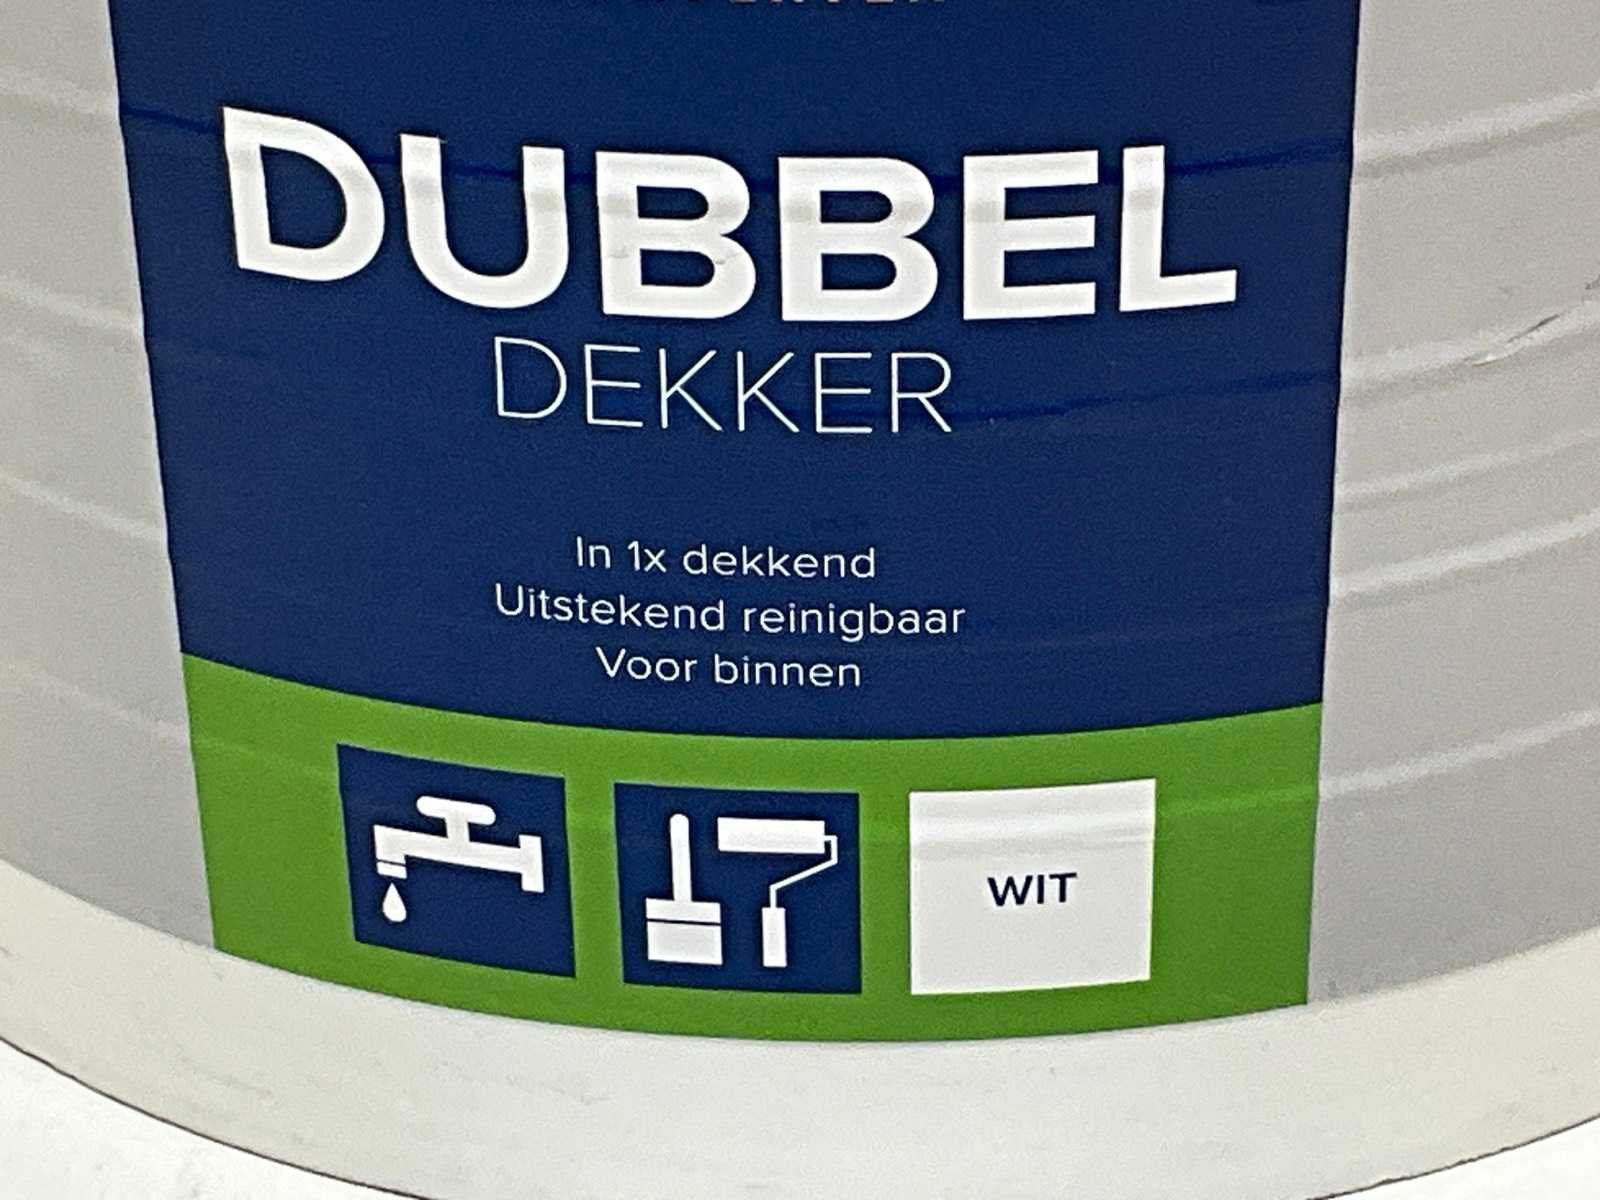 DUBBEL
DEKKER
In 1x dekkend
Uitstekend reinigbaar
Voor binnen
WIT